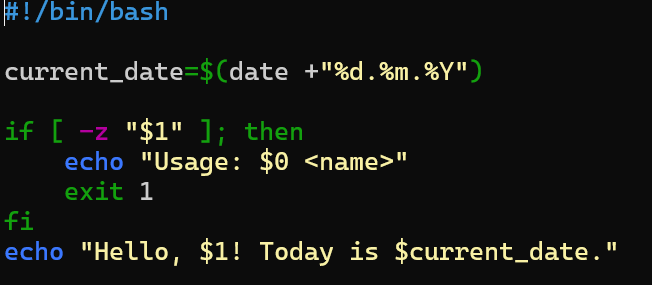 #!/bin/bash

current_date=$(date +"%d.%m.%Y")

if [ -z "$1" ]; then
    echo "Usage: $0 <name>"
    exit 1
fi
echo "Hello, $1! Today is $current_date."